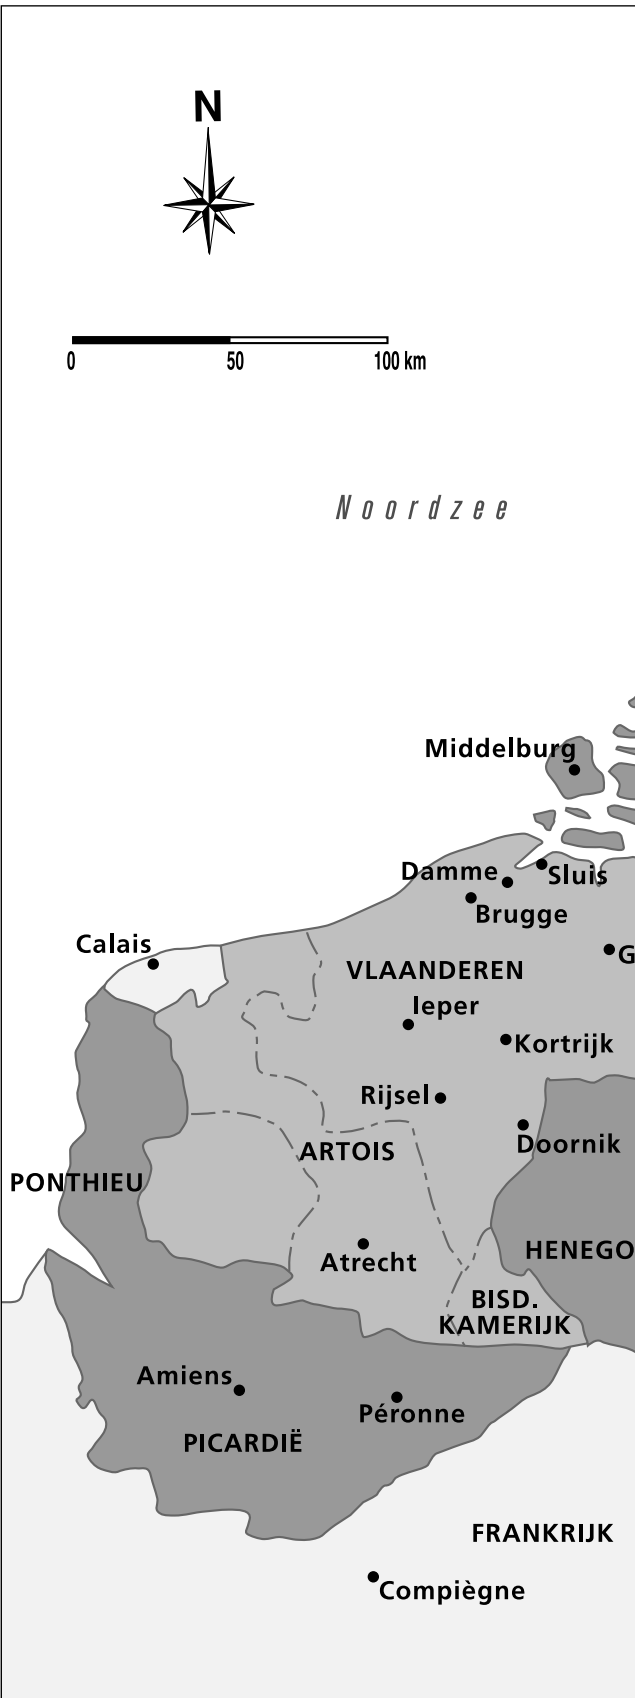 N
0 50 100 km
Noordzee
Middelburg
Damme
Sluis
Brugge
Calais
G
VLAANDEREN
Ieper
Kortrijk
Rijsel
Doornik
ARTOIS
PONTHIEU
HENEGO
Atrecht
BISD.
KAMERIJK
Amiens
Péronne
PICARDIË
FRANKRIJK
Compiègne